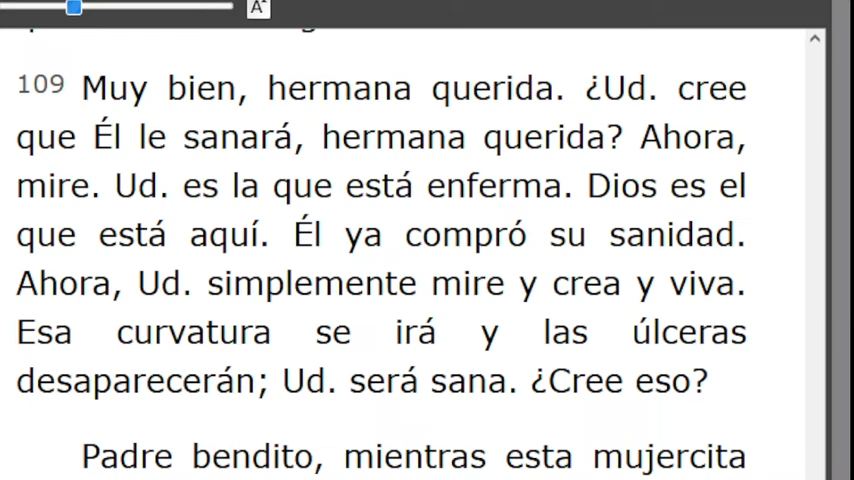 A
109 Muy bien, hermana querida. ¿Ud. cree
que Él le sanará, hermana querida? Ahora,
mire. Ud. es la que está enferma. Dios es el
que está aquí. Él ya compró su sanidad.
Ahora, Ud. simplemente mire y crea y viva.
Esa curvatura se irá y las úlceras
desaparecerán; Ud. será sana. ¿Cree eso?
Padre bendito, mientras esta mujercita